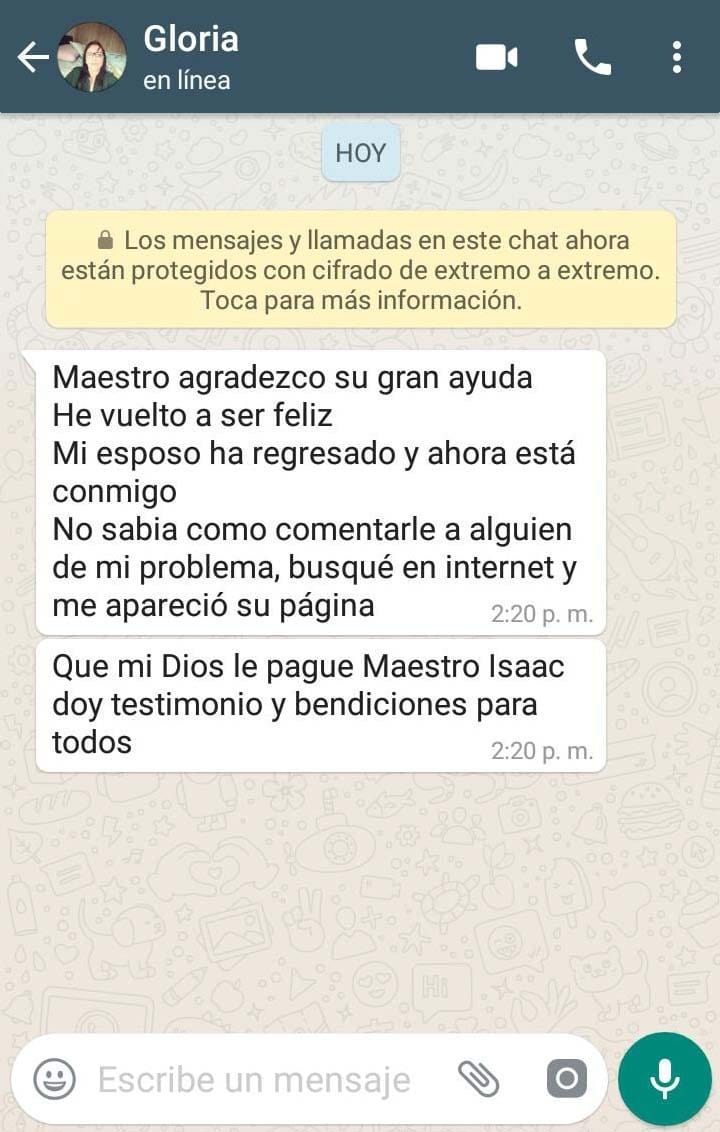 Gloria
en línea
HOY
Los mensajes y llamadas en este chat ahora
están protegidos con cifrado de extremo a extremo.
Toca para más información.
Maestro agradezco su gran ayuda
He vuelto a ser feliz
Mi esposo ha regresado y ahora está
conmigo
No sabia como comentarle a alguien
de mi problema, busqué en internet y
me apareció su página
2:20 p. m.
Que mi Dios le pague Maestro Isaac
doy testimonio y bendiciones para
todos
2:20 p. m.
Hi
Escribe un mensaje